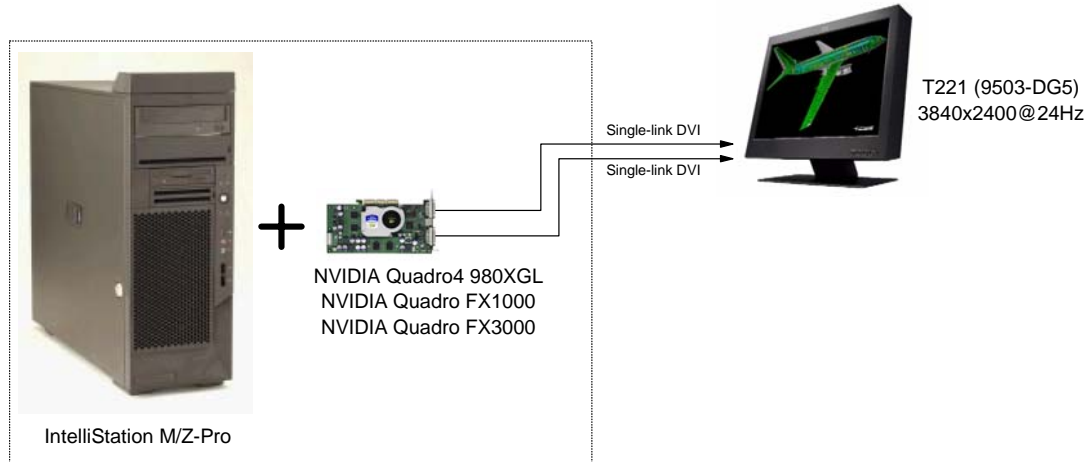 T221 (9503-DG5)
3840x2400@24Hz
Single-link DVI
Single-link DVI
NVIDIA Quadro4 980XGL
NVIDIA Quadro FX1000
NVIDIA Quadro FX3000
IntelliStation M/Z-Pro